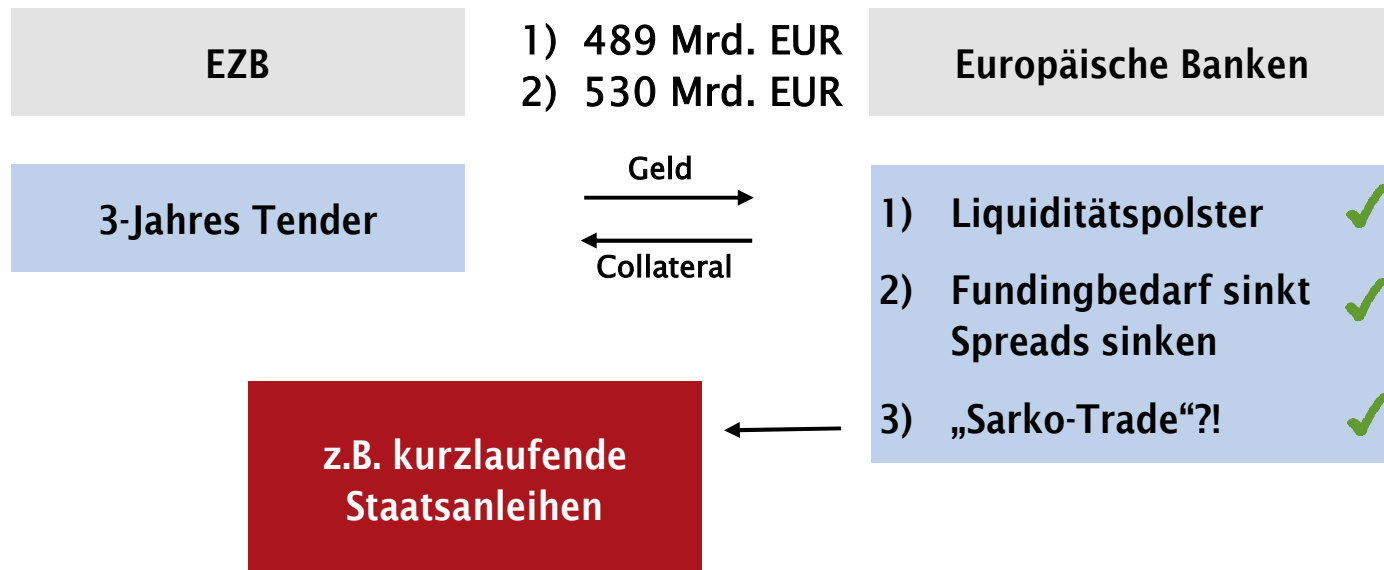 EZB
1) 489 Mrd. EUR
2) 530 Mrd. EUR
Europäische Banken
3-Jahres Tender
Geld
Collateral
1) Liquiditätspolster
2) Fundingbedarf sinkt
Spreads sinken
3) „Sarko-Trade“?!
z.B. kurzlaufende
Staatsanleihen